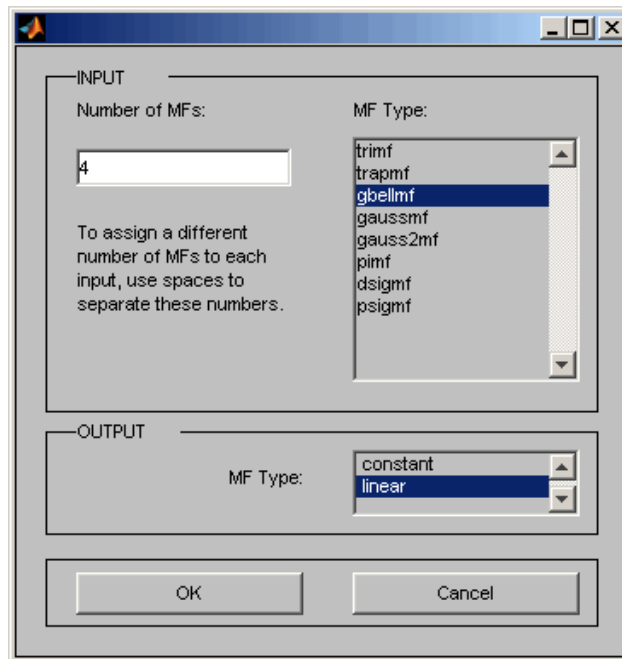 INPUT
Number of MFs:
4
To assign a different
number of MFs to each
input, use spaces to
separate these numbers.
MF Type:
trimf
trapmf
gbellmf
gaussmf
gauss2mf
pimf
dsigmf
psigmf
OUTPUT
MF Type:
constant
linear
OK
Cancel